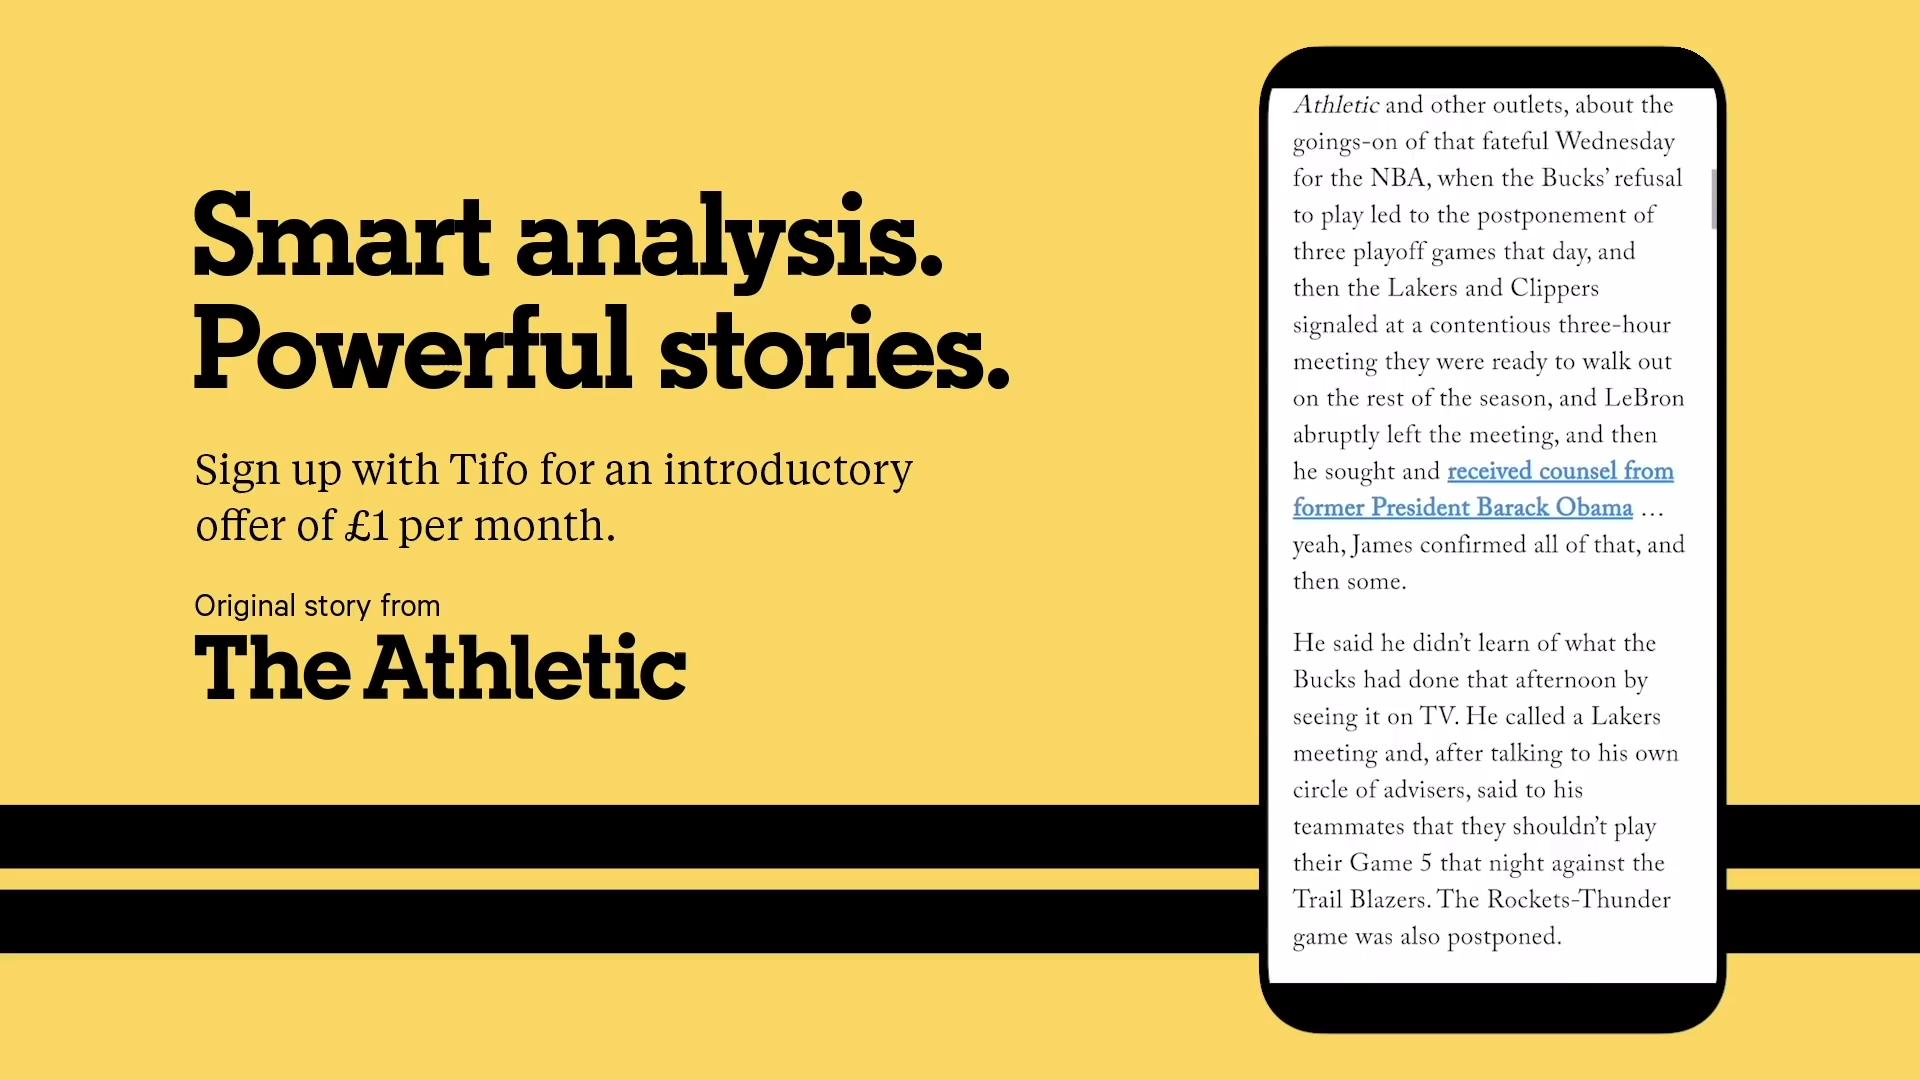 Smart analysis.
Powerful stories.
Sign up with Tifo for an introductory
offer of £1 per month.
Original story from
The Athletic
Athletic and other outlets, about the
goings-on of that fateful Wednesday
for the NBA, when the Bucks’ refusal
to play led to the postponement of
three playoff games that day, and
then the Lakers and Clippers
signaled at a contentious three-hour
meeting they were ready to walk out
on the rest of the season, and LeBron
abruptly left the meeting, and then
he sought and received counsel from
former President Barack Obama …
yeah, James confirmed all of that, and
then some.
He said he didn’t learn of what the
Bucks had done that afternoon by
seeing it on TV. He called a Lakers
meeting and, after talking to his own
circle of advisers, said to his
teammates that they shouldn’t play
their Game 5 that night against the
Trail Blazers. The Rockets-Thunder
game was also postponed.